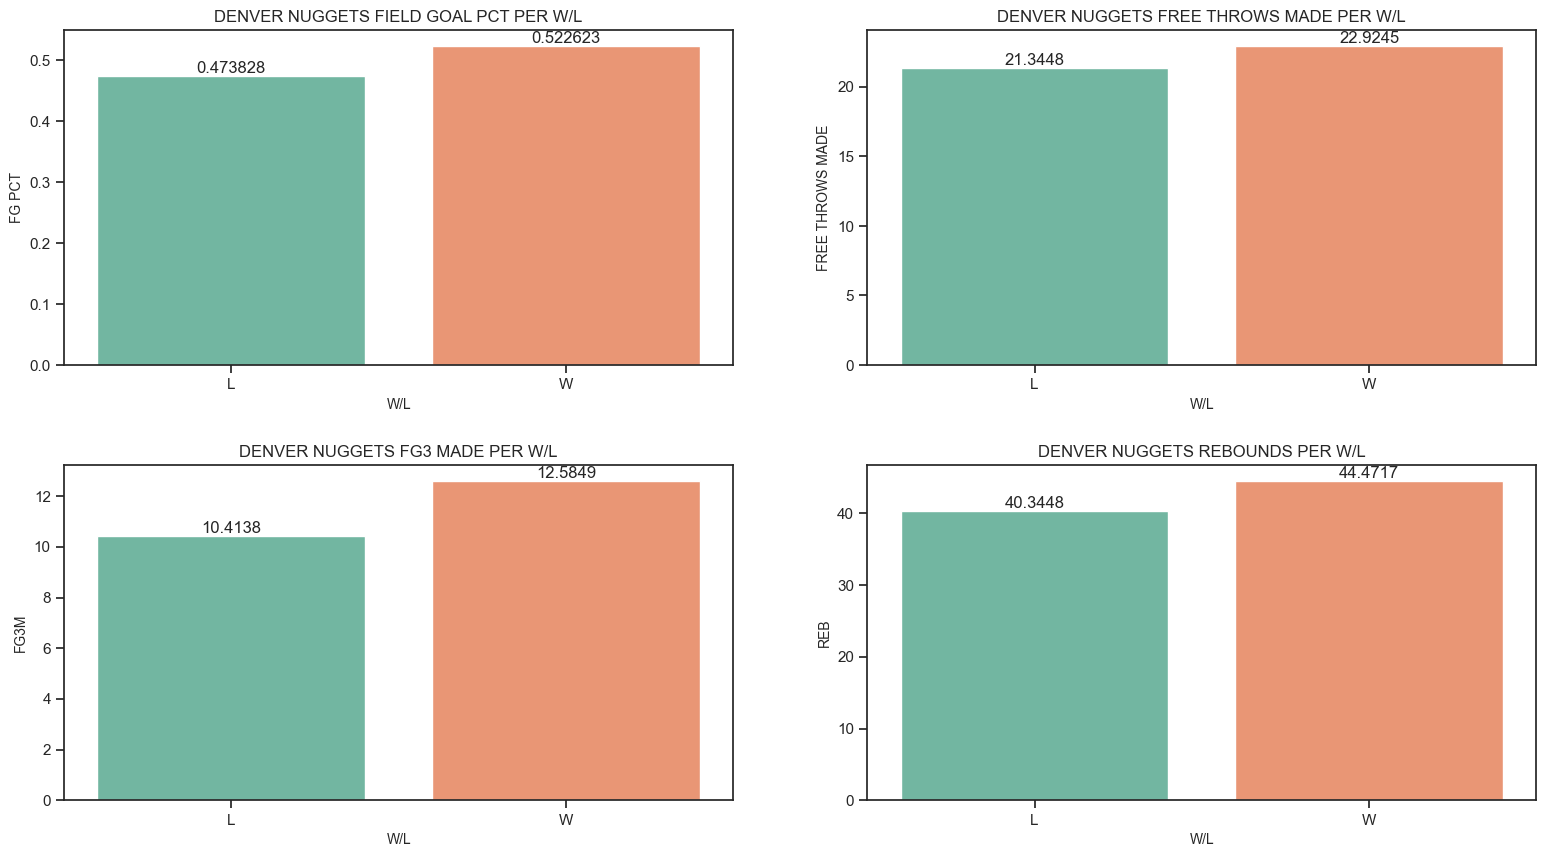 DENVER NUGGETS FIELD GOAL PCT PER W/L
0.473828
0.522623
0.5
0.4
0.3
0.2
0.1
0.0
FG PCT
L
W
W/L
DENVER NUGGETS FREE THROWS MADE PER W/L
21.3448
22.9245
20
15
10
5
0
FREE THROWS MADE
L
W
W/L
DENVER NUGGETS FG3 MADE PER W/L
10.4138
12.5849
12
10
8
6
4
2
0
FG3M
L
W
W/L
DENVER NUGGETS REBOUNDS PER W/L
40.3448
44.4717
40
30
20
10
0
REB
L
W
W/L